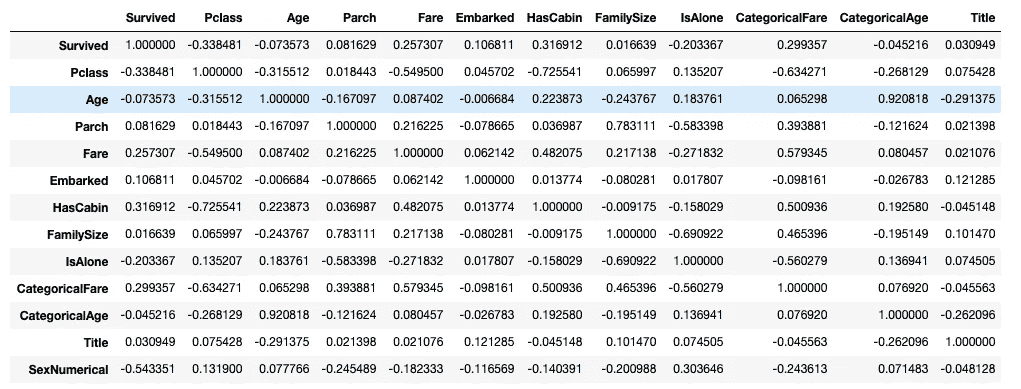 Survived Pclass Age Parch Fare Embarked HasCabin FamilySize IsAlone CategoricalFare CategoricalAge Title
Survived 1.000000 -0.338481 -0.073573 0.081629 0.257307 0.106811 0.316912 0.016639 -0.203367 0.299357 -0.045216 0.030949
Pclass -0.338481 1.000000 -0.315512 0.018443 -0.549500 0.045702 -0.725541 0.065997 0.135207 -0.634271 -0.268129 0.075428
Age -0.073573 -0.315512 1.000000 -0.167097 0.087402 -0.006684 0.223873 -0.243767 0.183761 0.065298 0.920818 -0.291375
Parch 0.081629 0.018443 -0.167097 1.000000 0.216225 -0.078665 0.036987 0.783111 -0.583398 0.393881 -0.121624 0.021398
Fare 0.257307 -0.549500 0.087402 0.216225 1.000000 0.062142 0.482075 0.217138 -0.271832 0.579345 0.080457 0.021076
Embarked 0.106811 0.045702 -0.006684 -0.078665 0.062142 1.000000 0.013774 -0.080281 0.017807 -0.098161 -0.026783 0.121285
HasCabin 0.316912 -0.725541 0.223873 0.036987 0.482075 0.013774 1.000000 -0.009175 -0.158029 0.500936 0.192580 -0.045148
FamilySize 0.016639 0.065997 -0.243767 0.783111 0.217138 -0.080281 -0.009175 1.000000 -0.690922 0.465396 -0.195149 0.101470
IsAlone -0.203367 0.135207 0.183761 -0.583398 -0.271832 0.017807 -0.158029 -0.690922 1.000000 -0.560279 0.136941 0.074505
CategoricalFare 0.299357 -0.634271 0.065298 0.393881 0.579345 -0.098161 0.500936 0.465396 -0.560279 1.000000 0.076920 -0.045563
CategoricalAge -0.045216 -0.268129 0.920818 -0.121624 0.080457 -0.026783 0.192580 -0.195149 0.136941 0.076920 1.000000 -0.262096
Title 0.030949 0.075428 -0.291375 0.021398 0.021076 0.121285 -0.045148 0.101470 0.074505 -0.045563 -0.262096 1.000000
SexNumerical -0.543351 0.131900 0.077766 -0.245489 -0.182333 -0.116569 -0.140391 -0.200988 0.303646 -0.243613 0.071483 -0.048128